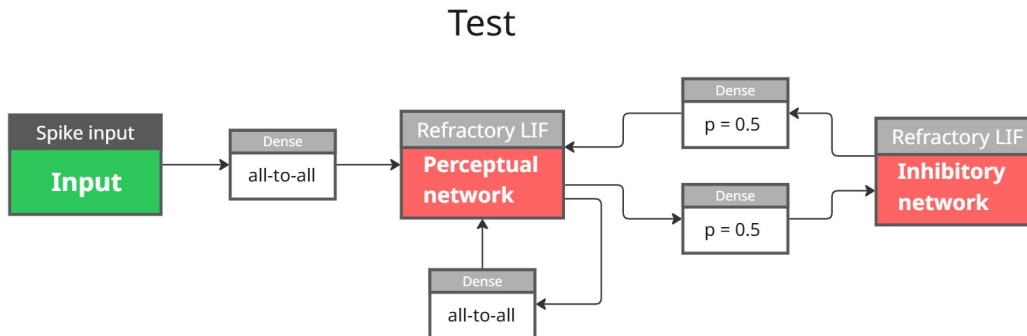 Test
Spike input
Input
Dense
all-to-all
Refractory LIF
Perceptual
network
Dense
p = 0.5
Dense
p = 0.5
Refractory LIF
Inhibitory
network
Dense
all-to-all